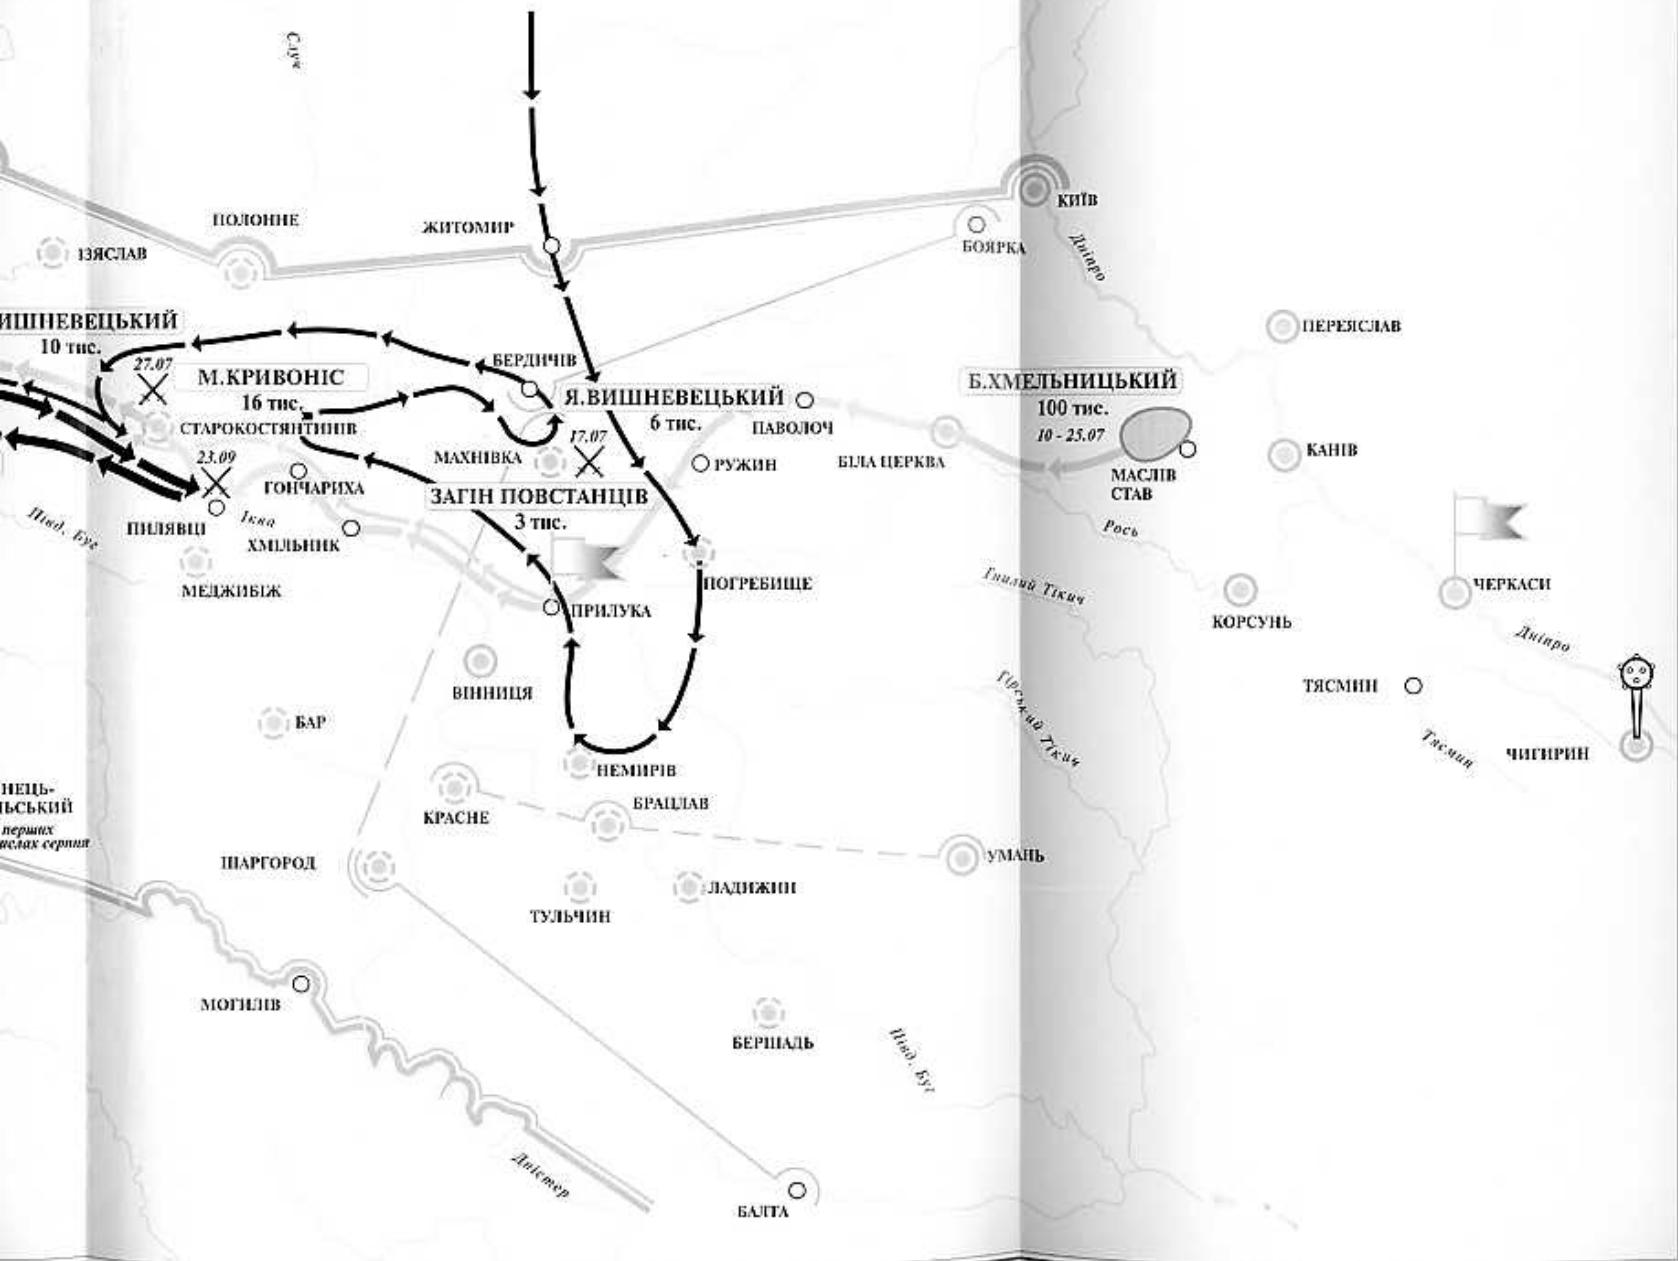 Случ
КИЇВ
ПОЛОННЕ
ЖИТОМИР
БОЯРКА
Дніпро
ІЗЯСЛАВ
ИШНЕВЕЦЬКИЙ
10 тис.
27.07
ПЕРЕЯСЛАВ
БЕРДИЧІВ
М.КРИВОНІС
16 тис.
Я.ВИШНЕВЕЦЬКИЙ
6 тис.
Б.ХМЕЛЬНИЦЬКИЙ
100 тис.
10 - 25.07
СТАРОКОСТЯНТИНІВ
17.07
ПАВОЛОЧ
23.09
МАХНІВКА
РУЖИН
БІЛА ЦЕРКВА
КАНІВ
МАСЛІВ
СТАВ
ГОНЧАРИХА
ЗАГІН ПОВСТАНЦІВ
3 тис.
Півд. Буг
ПИЛЯВЦІ
Іква
ХМІЛЬНИК
Рось
МЕДЖИБІЖ
ПОГРЕБИЩЕ
Гнилий Тікич
ЧЕРКАСИ
ПРИЛУКА
КОРСУНЬ
Дніпро
ВІННИЦЯ
Гірський Тікич
ТЯСМИН
БАР
Тясмин
ЧИГИРИН
НЕМИРІВ
НЕЦЬ-
ЛЬСЬКИЙ
перших
ислах серпня
КРАСНЕ
БРАЦЛАВ
ШАРГОРОД
УМАНЬ
ТУЛЬЧИН
ЛАДИЖИН
МОГИЛІВ
БЕРШАДЬ
Півд. Буг
Дністер
БАЛТА